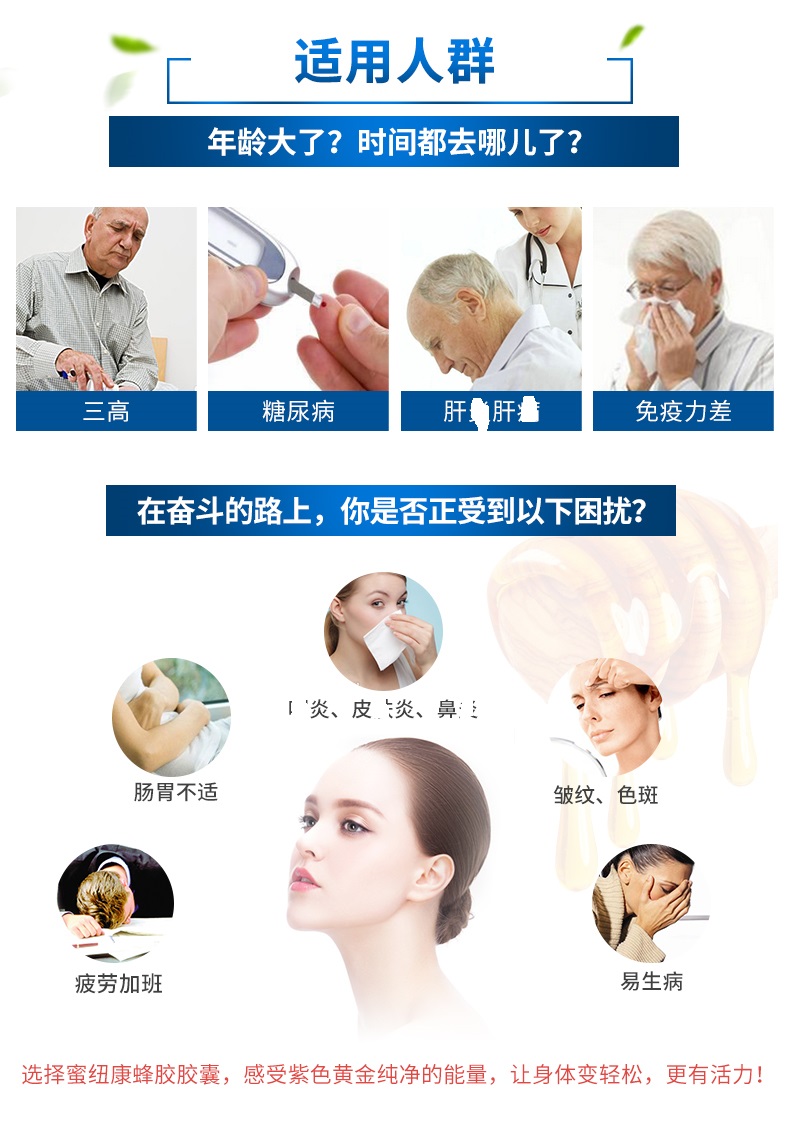 适用人群
年龄大了？时间都去哪儿了？
三高
糖尿病
肝 肝
免疫力差
在奋斗的路上，你是否正受到以下困扰？
炎、皮 炎、鼻
肠胃不适
皱纹、色斑
疲劳加班
易生病
选择蜜纽康蜂胶胶囊，感受紫色黄金纯净的能量，让身体变轻松，更有活力！